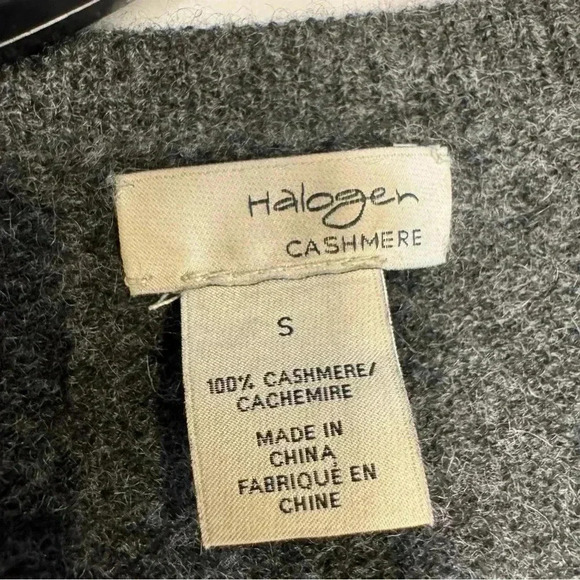 Halogen
CASHMERE
S
100% CASHMERE/
CACHEMIRE
MADE IN
CHINA
FABRIQUÉ EN
CHINE